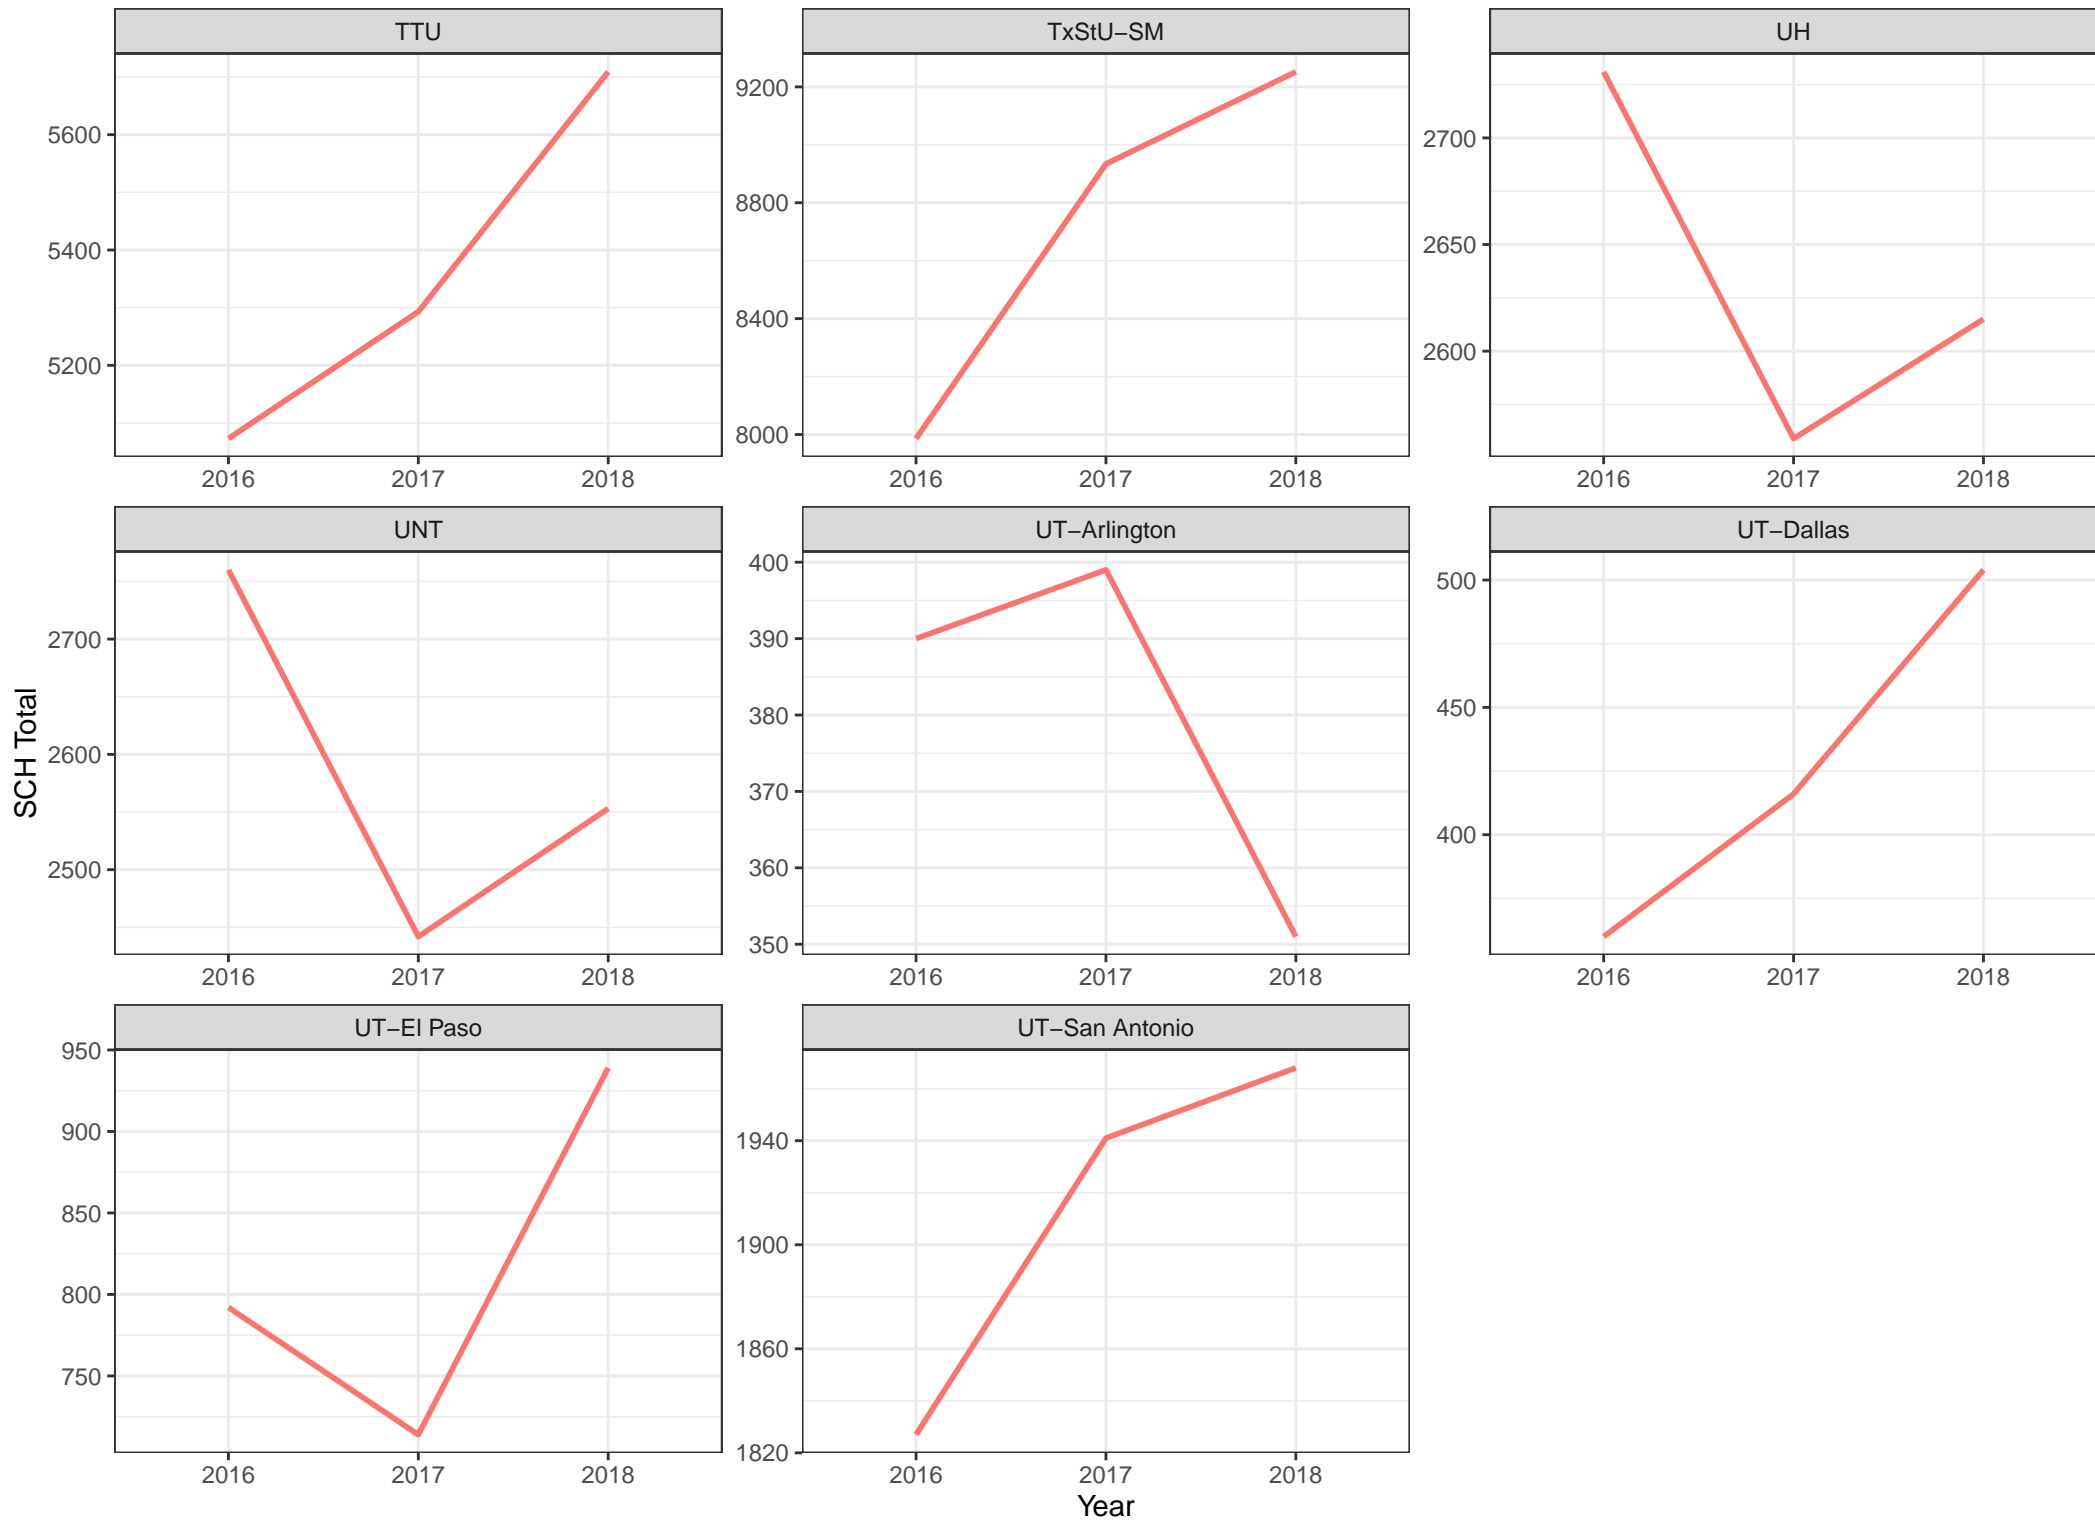 TTU
TxStU−SM
UH
5600
5400
5200
9200
8800
8400
8000
2700
2650
2600
2016 2017 2018
2016 2017 2018
2016 2017 2018
UNT
UT−Arlington
UT−Dallas
SCH Total
2700
2600
2500
400
390
380
370
360
350
500
450
400
2016 2017 2018
2016 2017 2018
2016 2017 2018
UT−El Paso
UT−San Antonio
950
900
850
800
750
1940
1900
1860
1820
2016 2017 2018
2016 2017 2018
Year